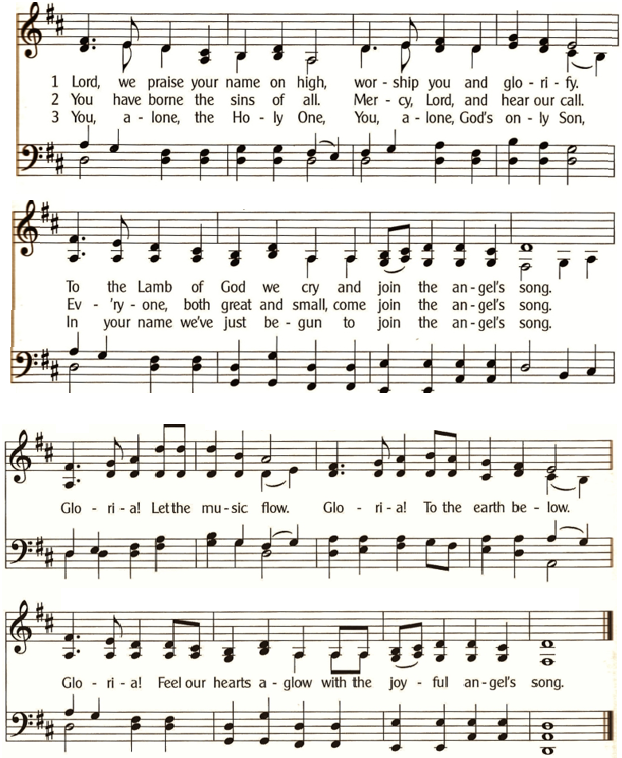 1 Lord, we praise your name on high, wor - ship you and glo - ri - fy.
2 You have borne the sins of all. Mer - cy, Lord, and hear our call.
3 You, a - lone, the Ho - ly One, You, a - lone, God's on - ly Son,
To the Lamb of God we cry and join the an - gel's song.
Ev - 'ry - one, both great and small, come join the an - gel's song.
In your name we've just be - gun to join the an - gel's song.
Glo - ri - a! Let the mu - sic flow. Glo - ri - a! To the earth be - low.
Glo - ri - a! Feel our hearts a - glow with the joy - full an - gel's song.